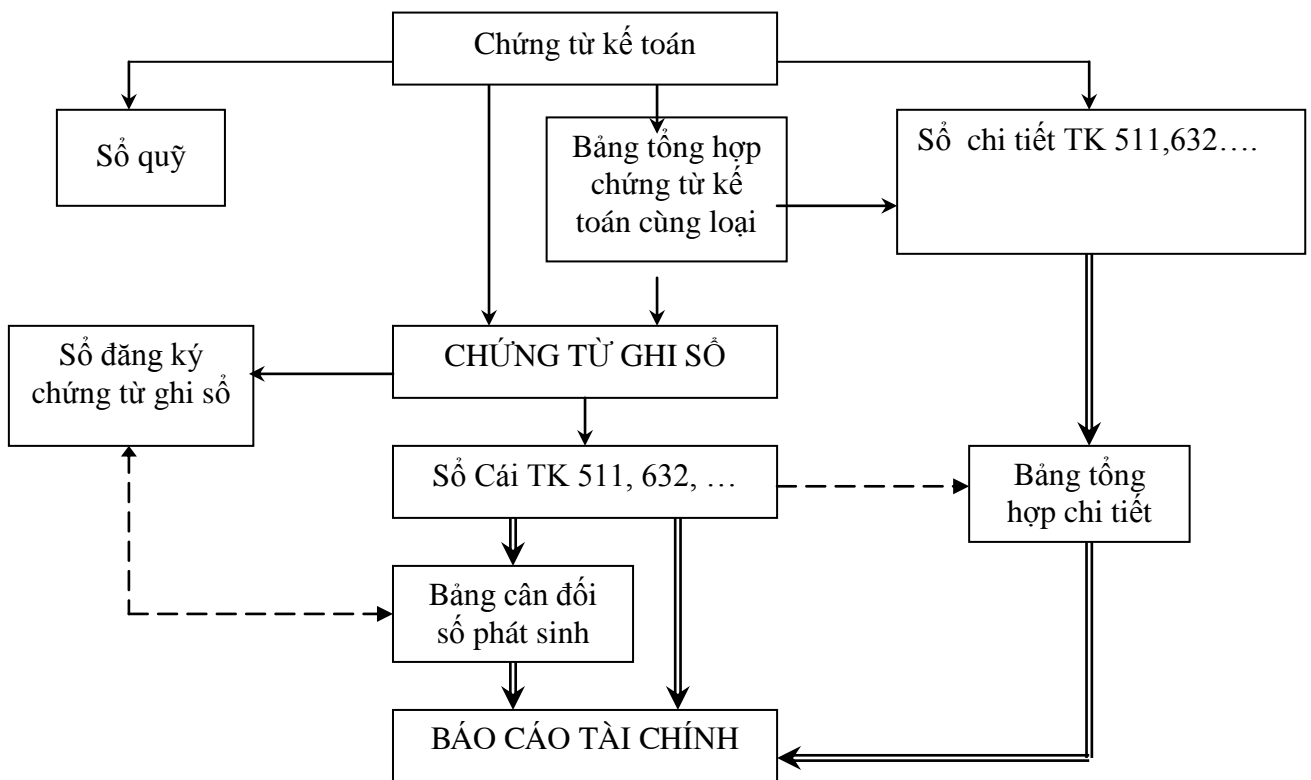 Chứng từ kế toán
Sổ quỹ
Bảng tổng hợp
chứng từ kế
toán cùng loại
Sổ chi tiết TK 511,632….
Sổ đăng ký
chứng từ ghi sổ
CHỨNG TỪ GHI SỔ
Sổ Cái TK 511, 632, …
Bảng tổng
hợp chi tiết
Bảng cân đối
số phát sinh
BÁO CÁO TÀI CHÍNH